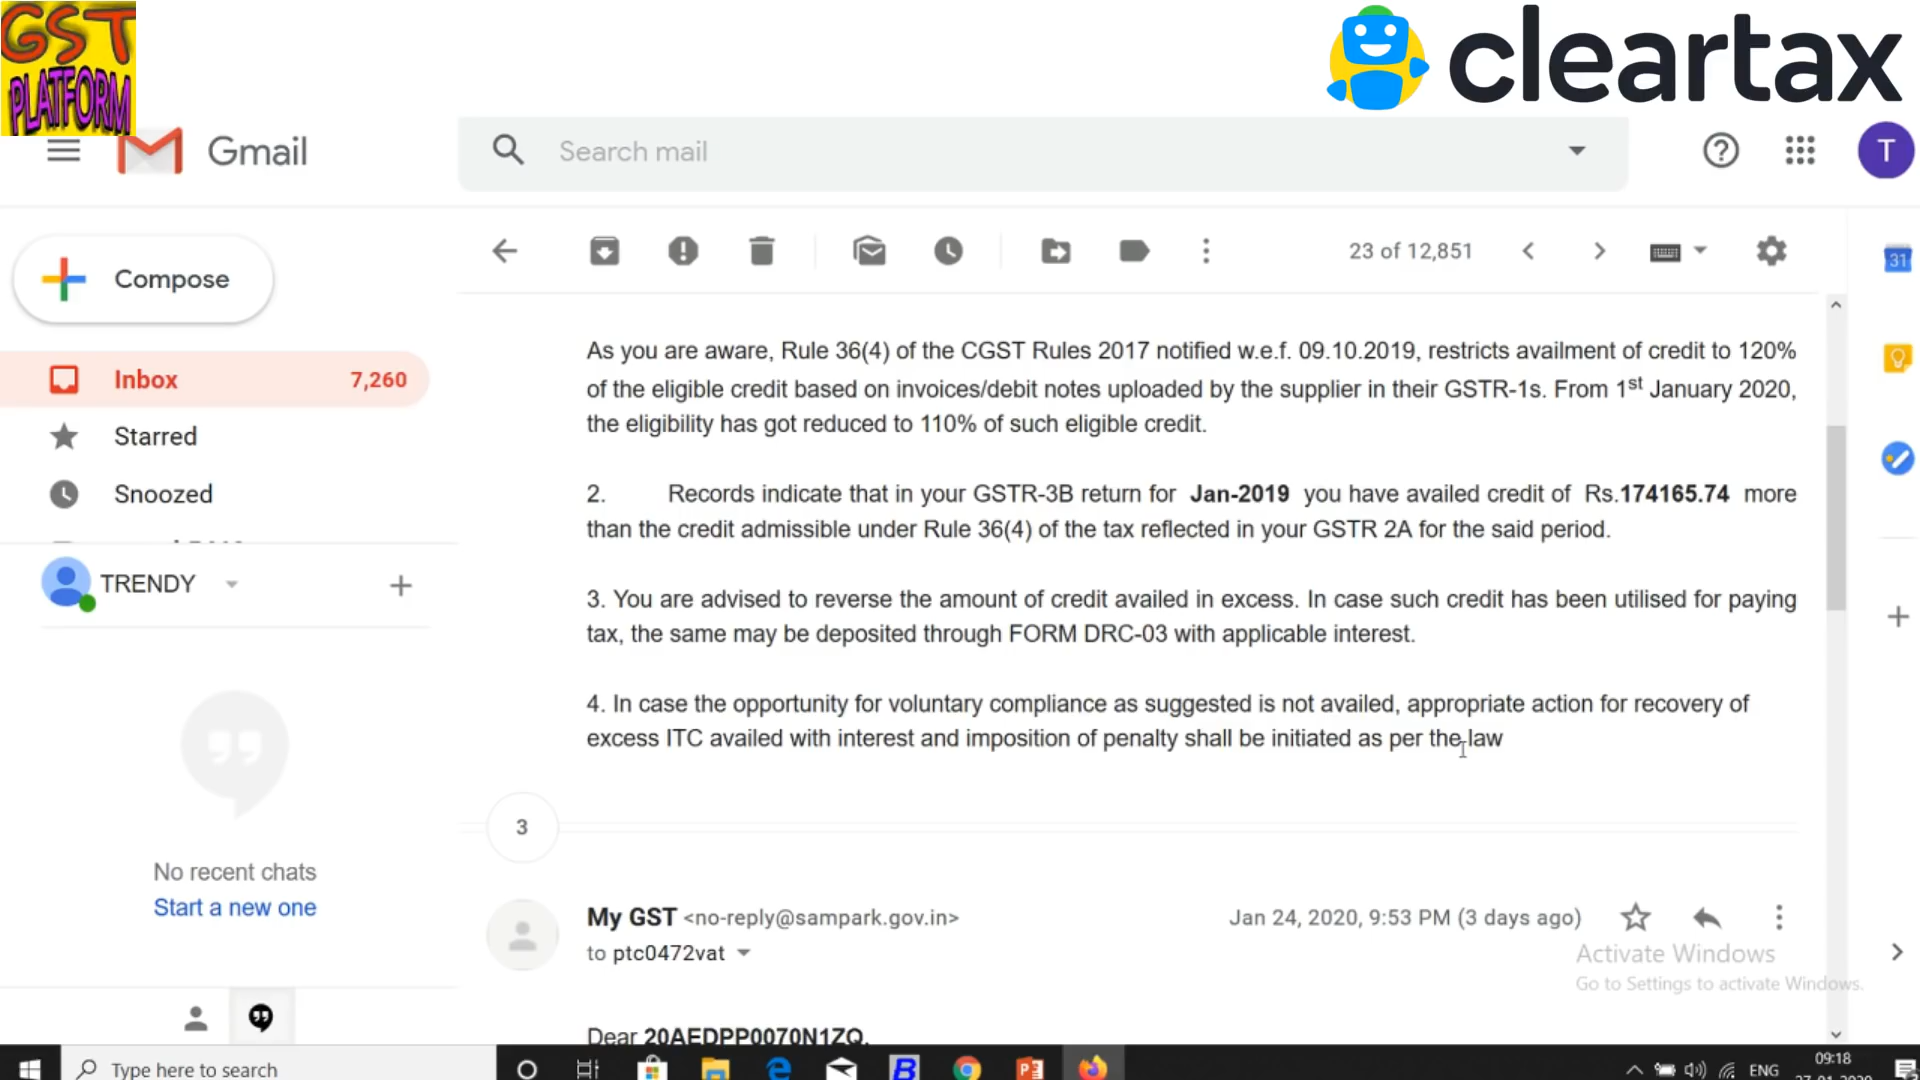 GST
PLATFORM
cleartax
Gmail
Search mail
T
Compose
23 of 12,851
31
Inbox 7,260
Starred
Snoozed
TRENDY
No recent chats
Start a new one
As you are aware, Rule 36(4) of the CGST Rules 2017 notified w.e.f. 09.10.2019, restricts availment of credit to 120%
of the eligible credit based on invoices/debit notes uploaded by the supplier in their GSTR-1s. From 1st January 2020,
the eligibility has got reduced to 110% of such eligible credit.
2. Records indicate that in your GSTR-3B return for Jan-2019 you have availed credit of Rs.174165.74 more
than the credit admissible under Rule 36(4) of the tax reflected in your GSTR 2A for the said period.
3. You are advised to reverse the amount of credit availed in excess. In case such credit has been utilised for paying
tax, the same may be deposited through FORM DRC-03 with applicable interest.
4. In case the opportunity for voluntary compliance as suggested is not availed, appropriate action for recovery of
excess ITC availed with interest and imposition of penalty shall be initiated as per the law
3
My GST <no-reply@sampark.gov.in> Jan 24, 2020, 9:53 PM (3 days ago)
to ptc0472vat
Activate Windows
Go to Settings to activate Windows.
Dear 20AEDPP0070N1ZQ,
Type here to search
ENG
09:18